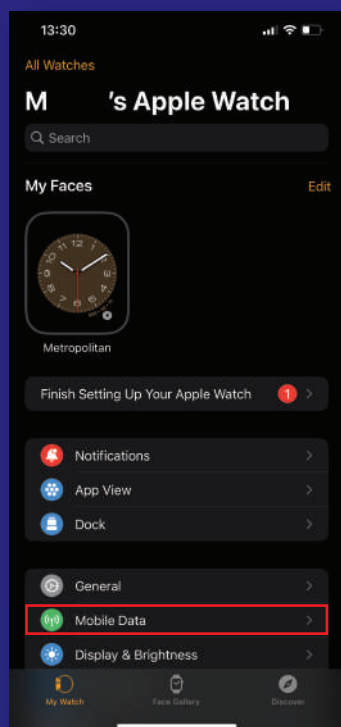 13:30
All Watches
M 's Apple Watch
Search
My Faces
Edit
12
Metropolitan
Finish Setting Up Your Apple Watch 1
Notifications
App View
Dock
General
Mobile Data
Display & Brightness
My Watch
Face Gallery
Discover